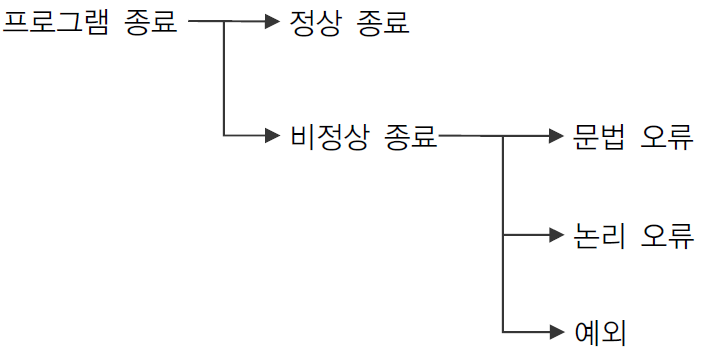 프로그램 종료
정상 종료
비정상 종료
문법 오류
논리 오류
예외